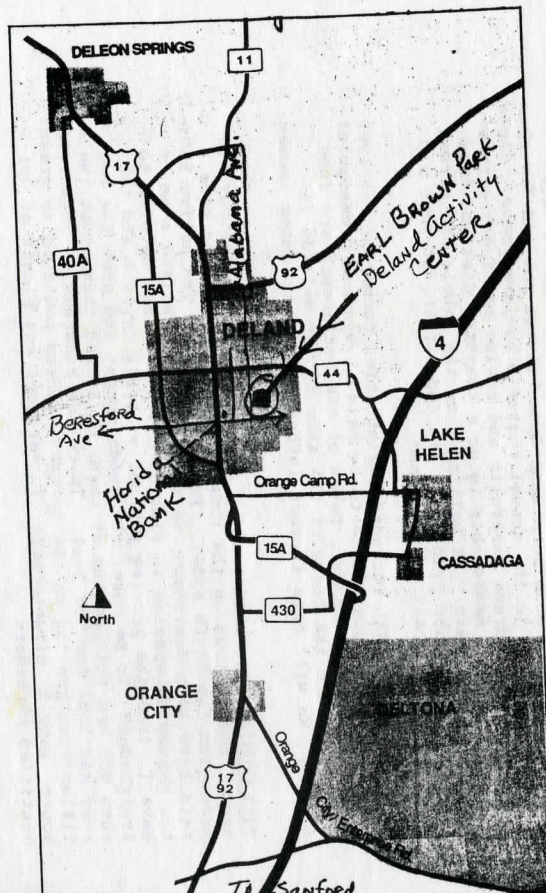 DELEON SPRINGS
11
17
Alabama Ave.
EARL BROWN PARK
Deland Activity
CENTER
40A
15A
92
DELAND
4
44
Beresford
Ave
LAKE
HELEN
Florida
National
Bank
Orange Camp Rd.
15A
CASSADAGA
North
430
ORANGE
CITY
DELTONA
17
92
Orange
City/Enterprise Rd.
To Sanford